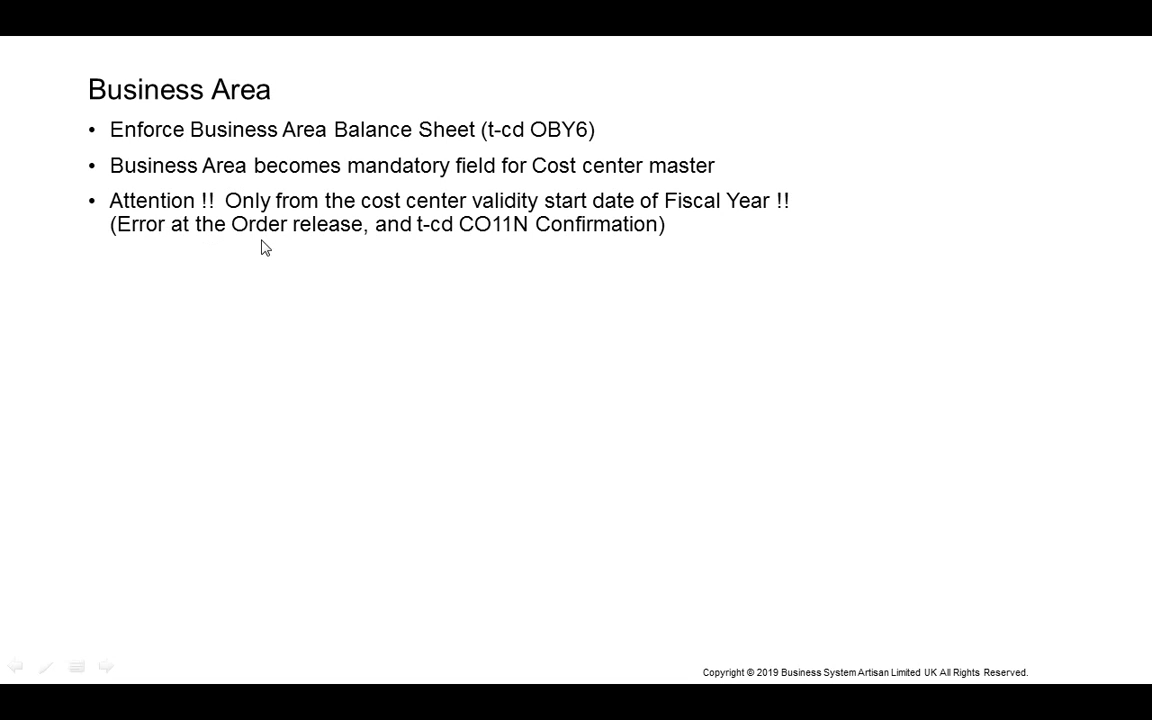 Business Area
• Enforce Business Area Balance Sheet (t-cd OBY6)
• Business Area becomes mandatory field for Cost center master
• Attention !!  Only from the cost center validity start date of Fiscal Year !!
(Error at the Order release, and t-cd CO11N Confirmation)
Copyright © 2019 Business System Artisan Limited UK All Rights Reserved.